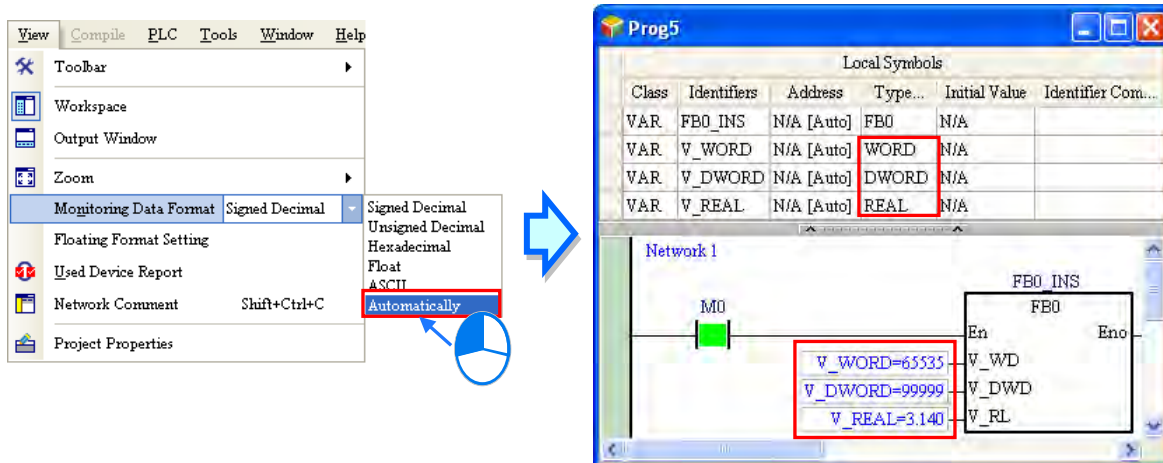 View Compile PLC Tools Window Help
Toolbar
Workspace
Output Window
Zoom
Monitoring Data Format Signed Decimal
Floating Format Setting
Used Device Report
Network Comment Shift+Ctrl+C
Project Properties
Signed Decimal
Unsigned Decimal
Hexadecimal
Float
ASCII
Automatically
Prog5
Local Symbols
Class Identifiers Address Type... Initial Value Identifier Com...
VAR FB0_INS N/A [Auto] FB0 N/A
VAR V_WORD N/A [Auto] WORD N/A
VAR V_DWORD N/A [Auto] DWORD N/A
VAR V_REAL N/A [Auto] REAL N/A
Network 1
FB0_INS
M0 FB0
En Eno
V_WORD=65535 V_WD
V_DWORD=99999 V_DWD
V_REAL=3.140 V_RL